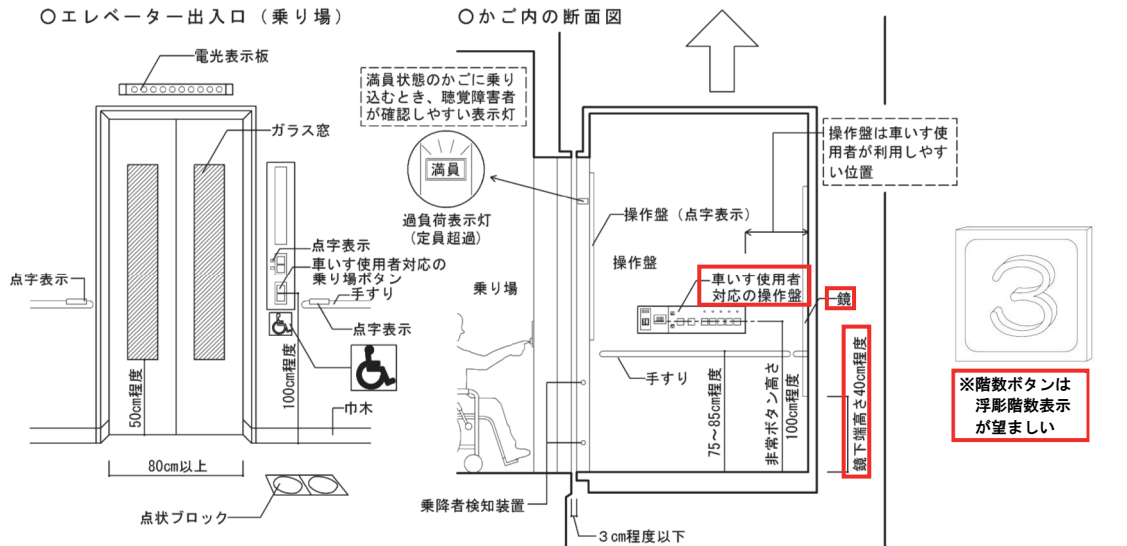 ○エレベーター出入口（乗り場）
電光表示板
ガラス窓
点字表示
車いす使用者対応の
乗り場ボタン
手すり
点字表示
点字表示
50cm程度
100cm程度
巾木
80cm以上
点状ブロック
○かご内の断面図
満員状態のかごに乗り
込むとき、聴覚障害者
が確認しやすい表示灯
満員
過負荷表示灯
（定員超過）
操作盤は車いす使
用者が利用しやす
い位置
操作盤（点字表示）
操作盤
乗り場
車いす使用者
対応の操作盤
鏡
手すり
75～85cm程度
非常ボタン高さ
100cm程度
鏡下端高さ40cm程度
乗降者検知装置
3cm程度以下
3
※階数ボタンは
浮彫階数表示
が望ましい